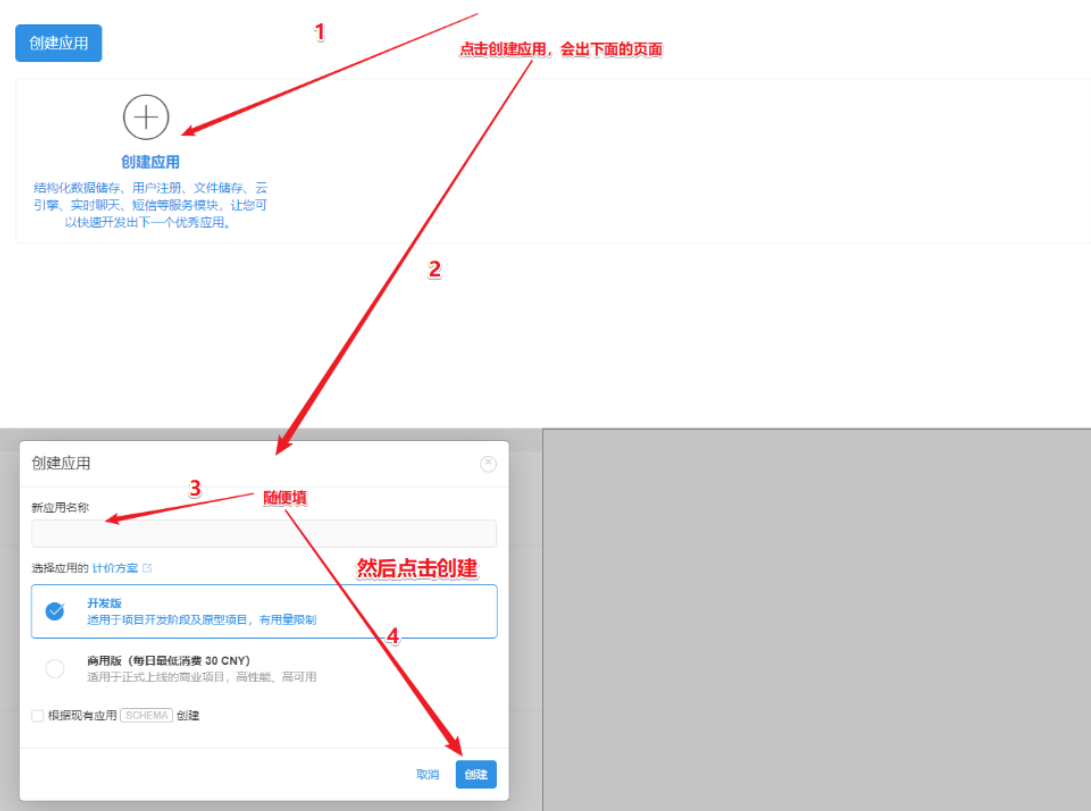 创建应用
1
点击创建应用，会出下面的页面
创建应用
结构化数据储存、用户注册、文件储存、云
引擎、实时聊天、短信等服务模块，让您可
以快速开发出下一个优秀应用。
2
创建应用
3
随便填
新应用名称
选择应用的 计价方案
然后点击创建
开发版
适用于项目开发阶段及原型项目，有用量限制
4
商用版（每日最低消费 30 CNY）
适用于正式上线的商业项目，高性能、高可用
根据现有应用 SCHEMA 创建
取消 创建